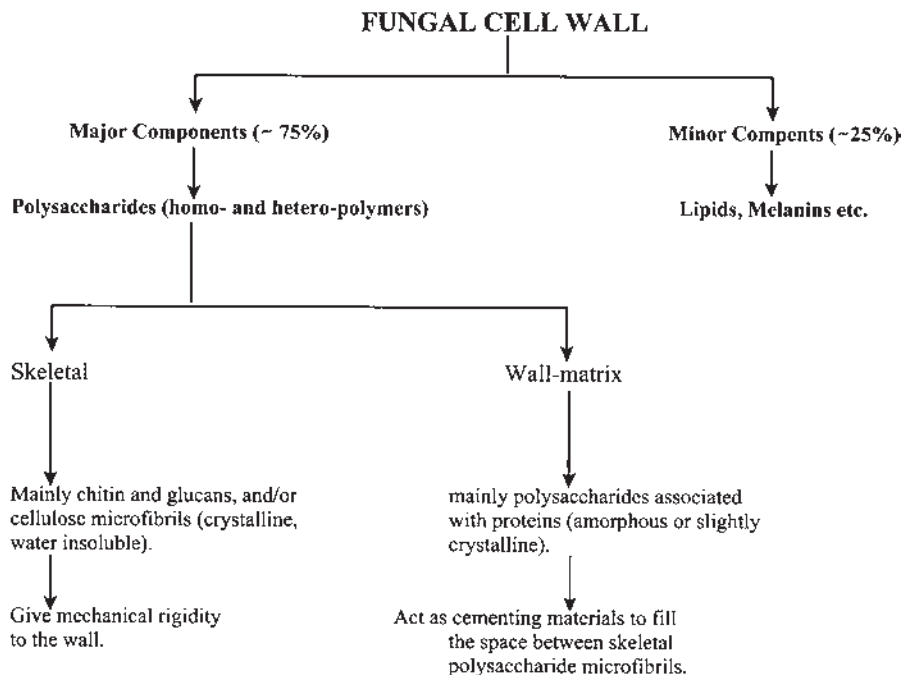 FUNGAL CELL WALL
Major Components (~ 75%)
Minor Compents (~25%)
Polysaccharides (homo- and hetero-polymers)
Lipids, Melanins etc.
Skeletal
Wall-matrix
Mainly chitin and glucans, and/or
cellulose microfibrils (crystalline,
water insoluble).
mainly polysaccharides associated
with proteins (amorphous or slightly
crystalline).
Give mechanical rigidity
to the wall.
Act as cementing materials to fill
the space between skeletal
polysaccharide microfibrils.